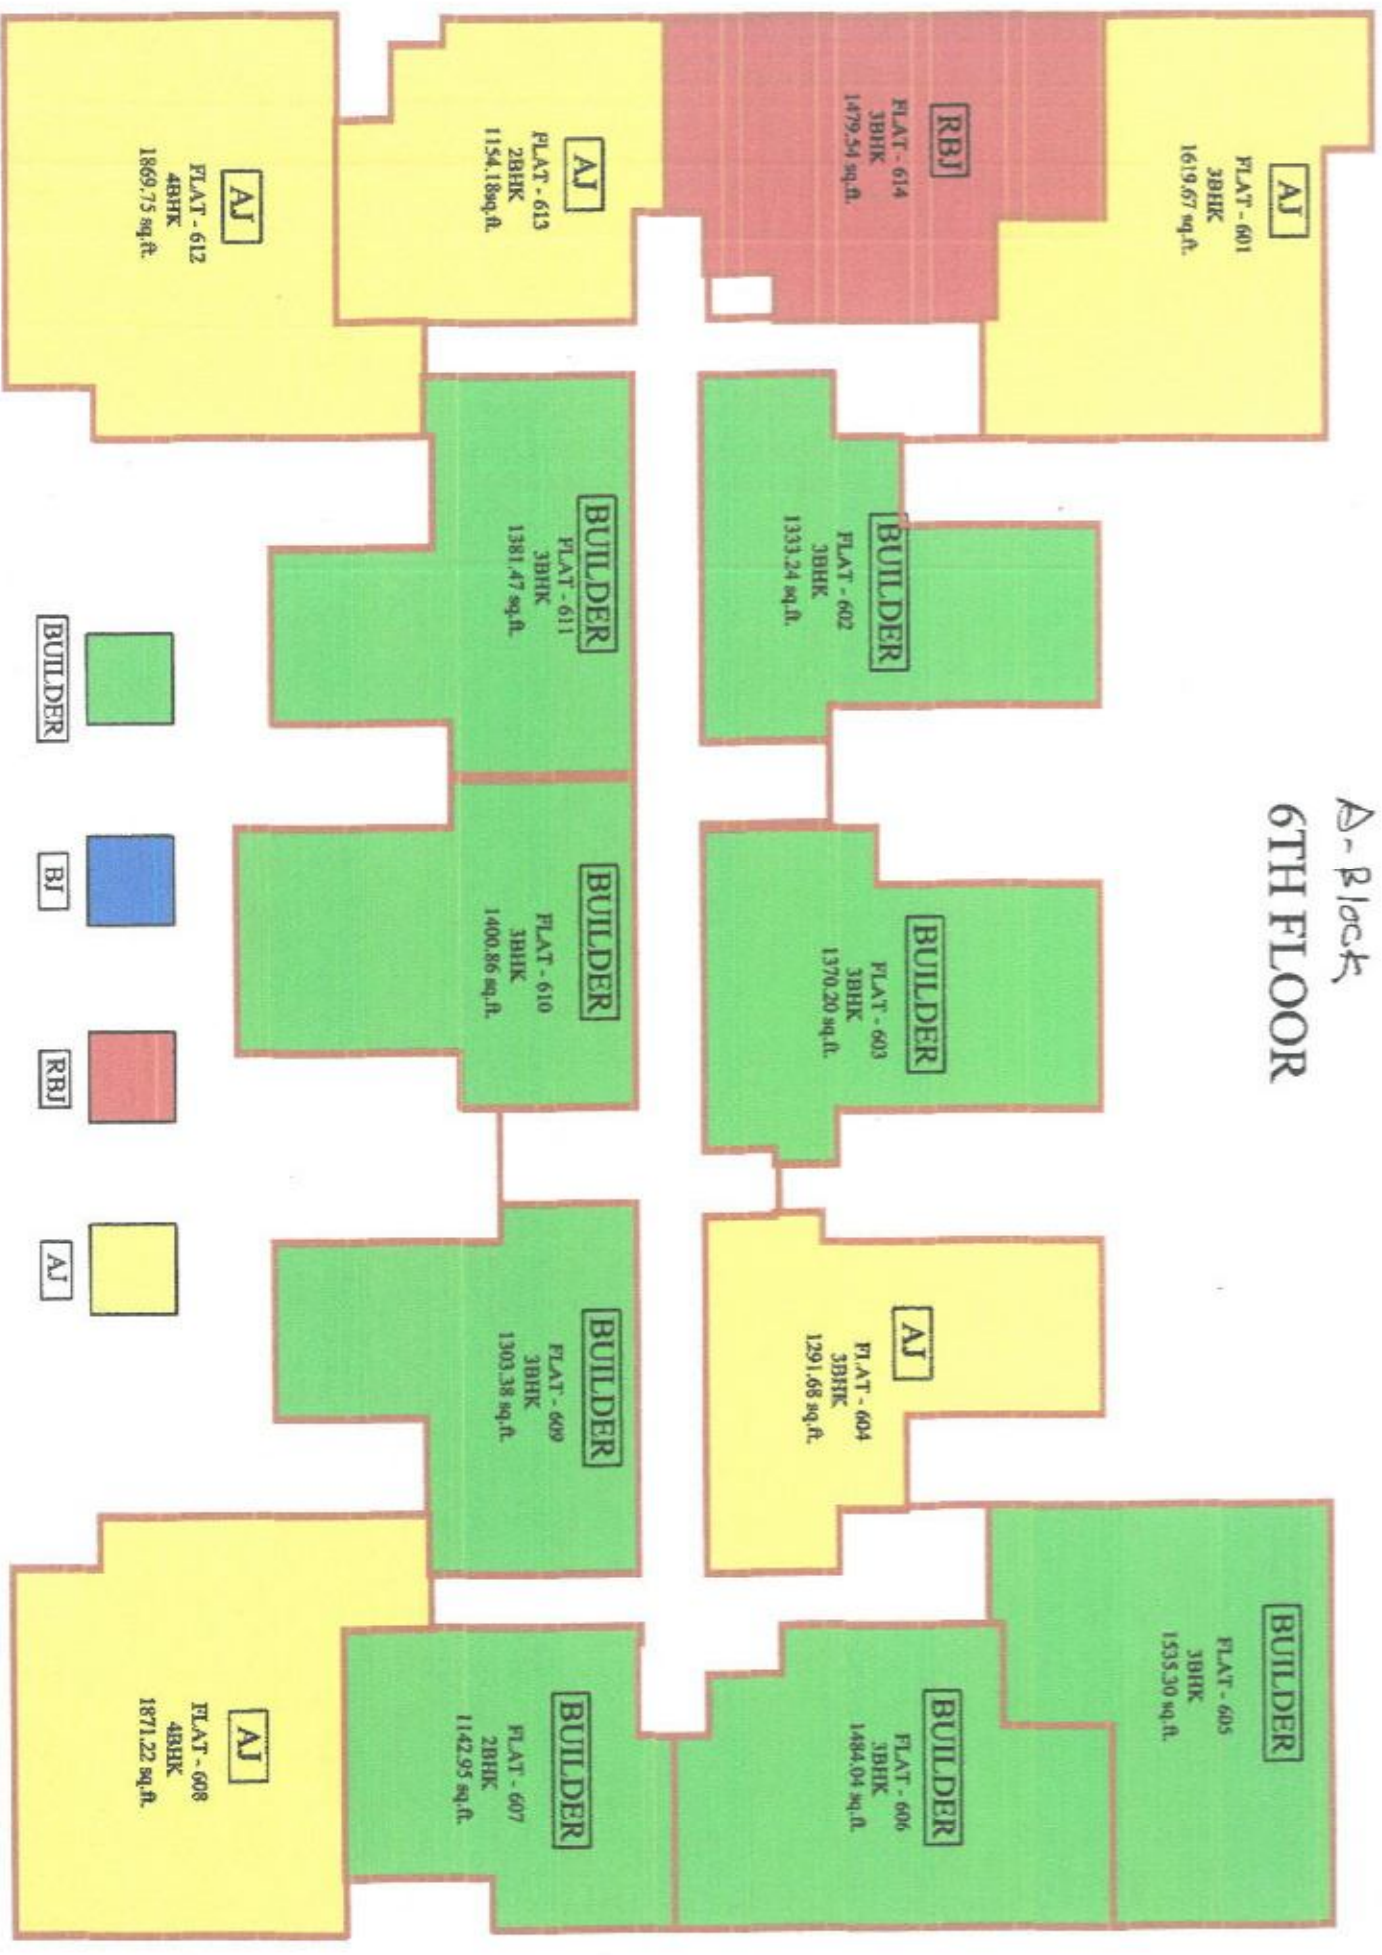 A-Block
6TH FLOOR
AJ
FLAT - 601
3BHK
1619.67 sq.ft.
RBJ
FLAT - 614
3BHK
1479.54 sq.ft.
AJ
FLAT - 613
2BHK
1154.18sq.ft.
AJ
FLAT - 612
4BHK
1869.75 sq.ft.
BUILDER
FLAT - 602
3BHK
1333.24 sq.ft.
BUILDER
FLAT - 611
3BHK
1381.47 sq.ft.
BUILDER
FLAT - 603
3BHK
1370.20 sq.ft.
BUILDER
FLAT - 610
3BHK
1400.86 sq.ft.
AJ
FLAT - 604
3BHK
1291.68 sq.ft.
BUILDER
FLAT - 609
3BHK
1303.38 sq.ft.
BUILDER
FLAT - 605
3BHK
1535.30 sq.ft.
BUILDER
FLAT - 606
3BHK
1484.04 sq.ft.
BUILDER
FLAT - 607
2BHK
1142.95 sq.ft.
AJ
FLAT - 608
4BHK
1871.22 sq.ft.
BUILDER
BJ
RBJ
AJ